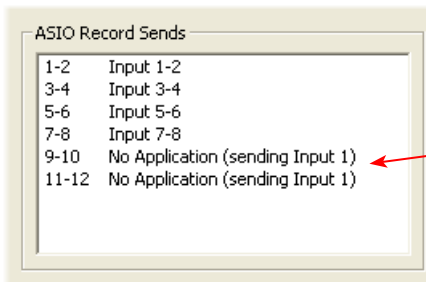 ASIO Record Sends
1-2 Input 1-2
3-4 Input 3-4
5-6 Input 5-6
7-8 Input 7-8
9-10 No Application (sending Input 1)
11-12 No Application (sending Input 1)